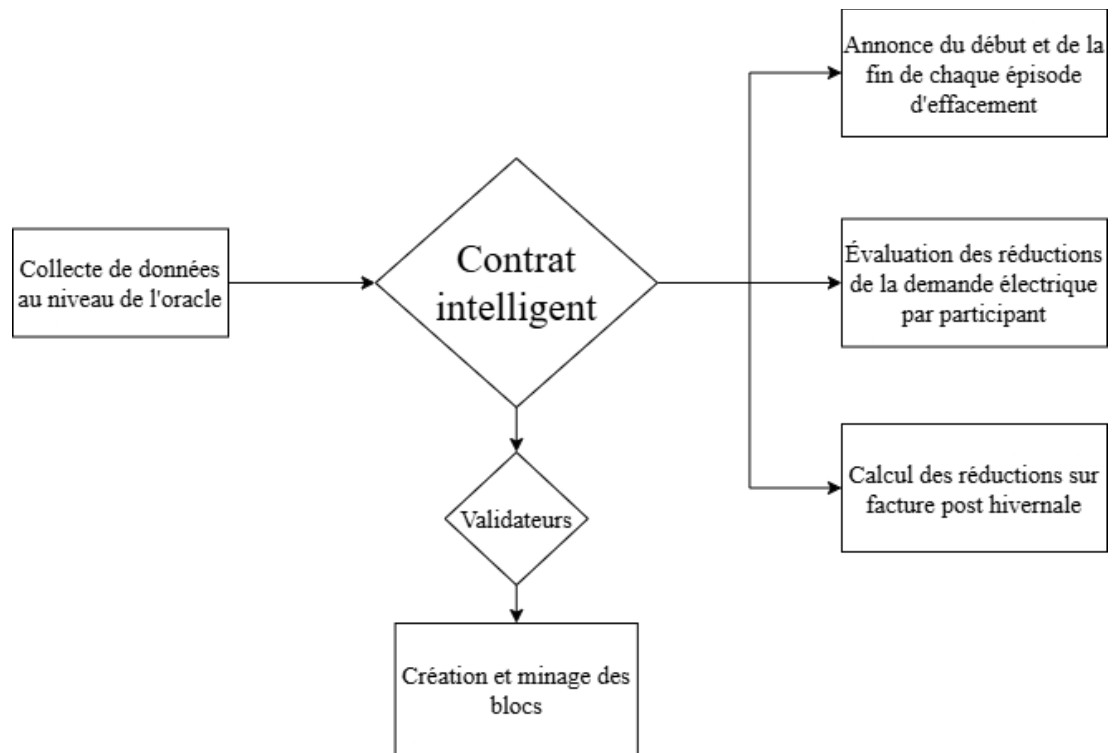 Annonce du début et de la
fin de chaque épisode
d'effacement
Collecte de données
au niveau de l'oracle
Contrat
intelligent
Évaluation des réductions
de la demande électrique
par participant
Calcul des réductions sur
facture post hivernale
Validateurs
Création et minage des
blocs